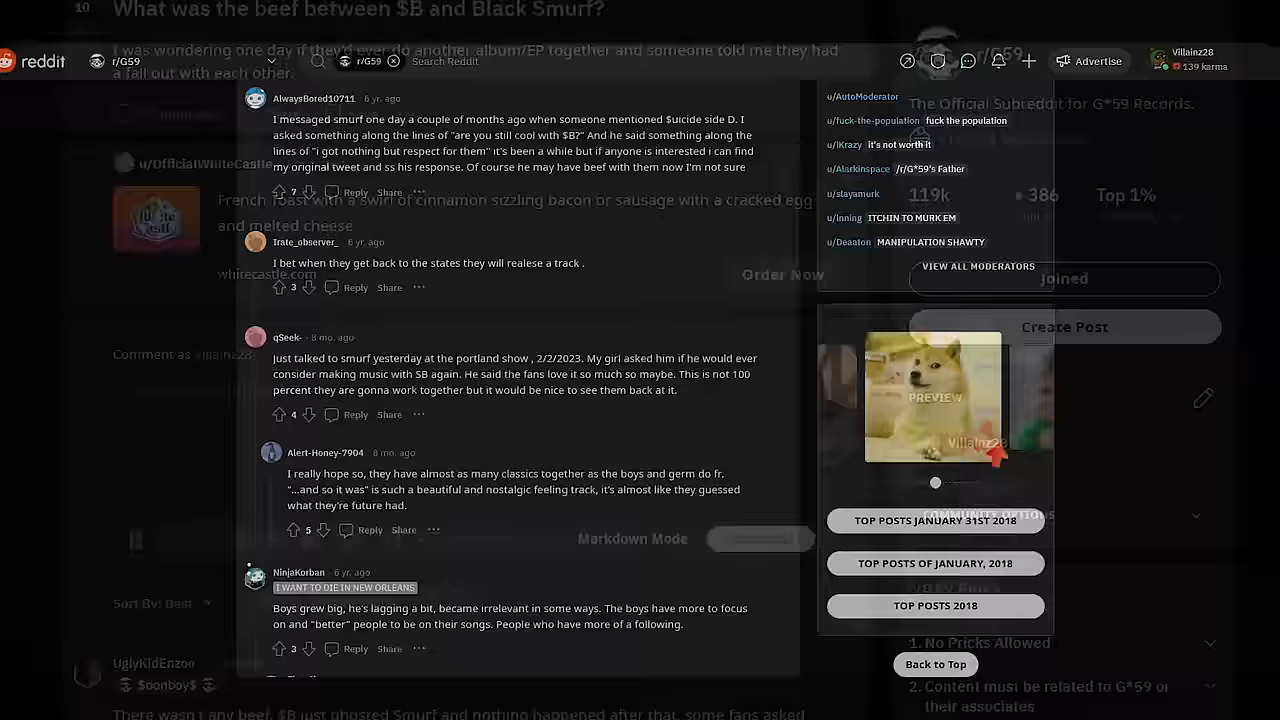 10
What was the beef between $B and Black Smurf?
I was wondering one day if they'd ever do another album/EP together and someone told me they had
a fall out with each other.
reddit
r/G59
r/G59
Search Reddit
Advertise
Villainz28
139 karma
r/G59
The Official Subreddit for G*59 Records.
119k
386
Top 1%
Joined
Create Post
COMMUNITY OPTIONS
1. No Pricks Allowed
2. Content must be related to G*59 or
their associates
u/OfficialWhiteCastle
French Toast with a swirl of cinnamon sizzling bacon or sausage with a cracked egg
and melted cheese
whitecastle.com
Order Now
Comment as Villainz28
Markdown Mode
Sort By: Best
UglyKidEnzoo
$oonboy$
There wasn't any beef. $B just ghosted Smurf and nothing happened after that, some fans asked
AlwaysBored10711 · 6 yr. ago
I messaged smurf one day a couple of months ago when someone mentioned $uicide side D. I
asked something along the lines of "are you still cool with $B?" And he said something along the
lines of "i got nothing but respect for them" it's been a while but if anyone is interested i can find
my original tweet and ss his response. Of course he may have beef with them now I'm not sure
7 Reply Share ...
Irate_observer_ · 6 yr. ago
I bet when they get back to the states they will realese a track .
3 Reply Share ...
qSeek- · 8 mo. ago
Just talked to smurf yesterday at the portland show , 2/2/2023. My girl asked him if he would ever
consider making music with SB again. He said the fans love it so much so maybe. This is not 100
percent they are gonna work together but it would be nice to see them back at it.
4 Reply Share ...
Alert-Honey-7904 · 8 mo. ago
I really hope so, they have almost as many classics together as the boys and germ do fr.
"...and so it was" is such a beautiful and nostalgic feeling track, it's almost like they guessed
what they're future had.
5 Reply Share ...
NinjaKorban · 6 yr. ago
I WANT TO DIE IN NEW ORLEANS
Boys grew big, he's lagging a bit, became irrelevant in some ways. The boys have more to focus
on and "better" people to be on their songs. People who have more of a following.
3 Reply Share ...
u/AutoModerator
u/fuck-the-population fuck the population
u/iKrazy it's not worth it
u/Alarkinspace /r/G*59's Father
u/slayamurk
u/Inning ITCHIN TO MURK EM
u/Deaaton MANIPULATION SHAWTY
VIEW ALL MODERATORS
PREVIEW
Villainz28
TOP POSTS JANUARY 31ST 2018
TOP POSTS OF JANUARY, 2018
TOP POSTS 2018
Back to Top